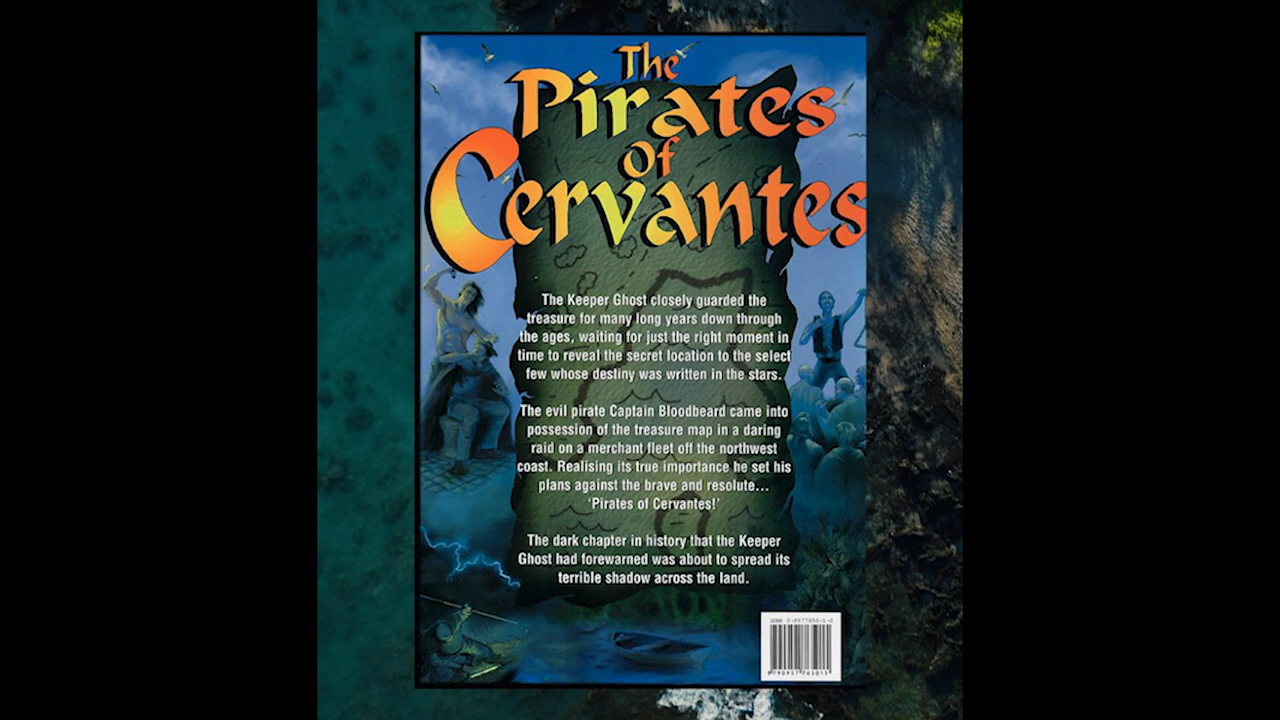 The
Pirates
Of
Cervantes
The Keeper Ghost closely guarded the
treasure for many long years down through
the ages, waiting for just the right moment in
time to reveal the secret location to the select
few whose destiny was written in the stars.
The evil pirate Captain Bloodbeard came into
possession of the treasure map in a daring
raid on a merchant fleet off the northwest
coast. Realising its true importance he set his
plans against the brave and resolute...
‘Pirates of Cervantes!’
The dark chapter in history that the Keeper
Ghost had forewarned was about to spread its
terrible shadow across the land.